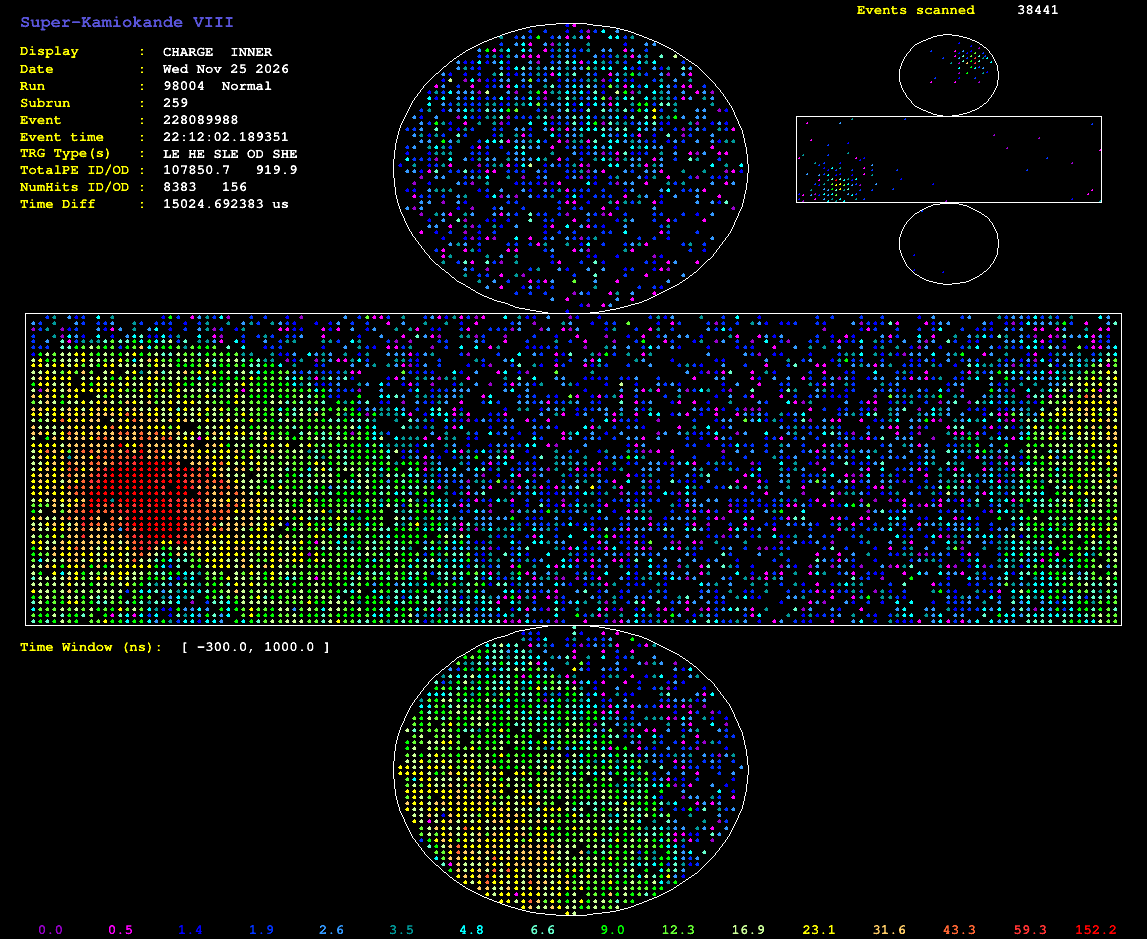 Super-Kamiokande VIII
Events scanned 38441
Display : CHARGE INNER
Date : Wed Nov 25 2026
Run : 98004 Normal
Subrun : 259
Event : 228089988
Event time : 22:12:02.189351
TRG Type(s) : LE HE SLE OD SHE
TotalPE ID/OD : 107850.7 919.9
NumHits ID/OD : 8383 156
Time Diff : 15024.692383 us
Time Window (ns): [ -300.0, 1000.0 ]
0.0 0.5 1.4 1.9 2.6 3.5 4.8 6.6 9.0 12.3 16.9 23.1 31.6 43.3 59.3 152.2